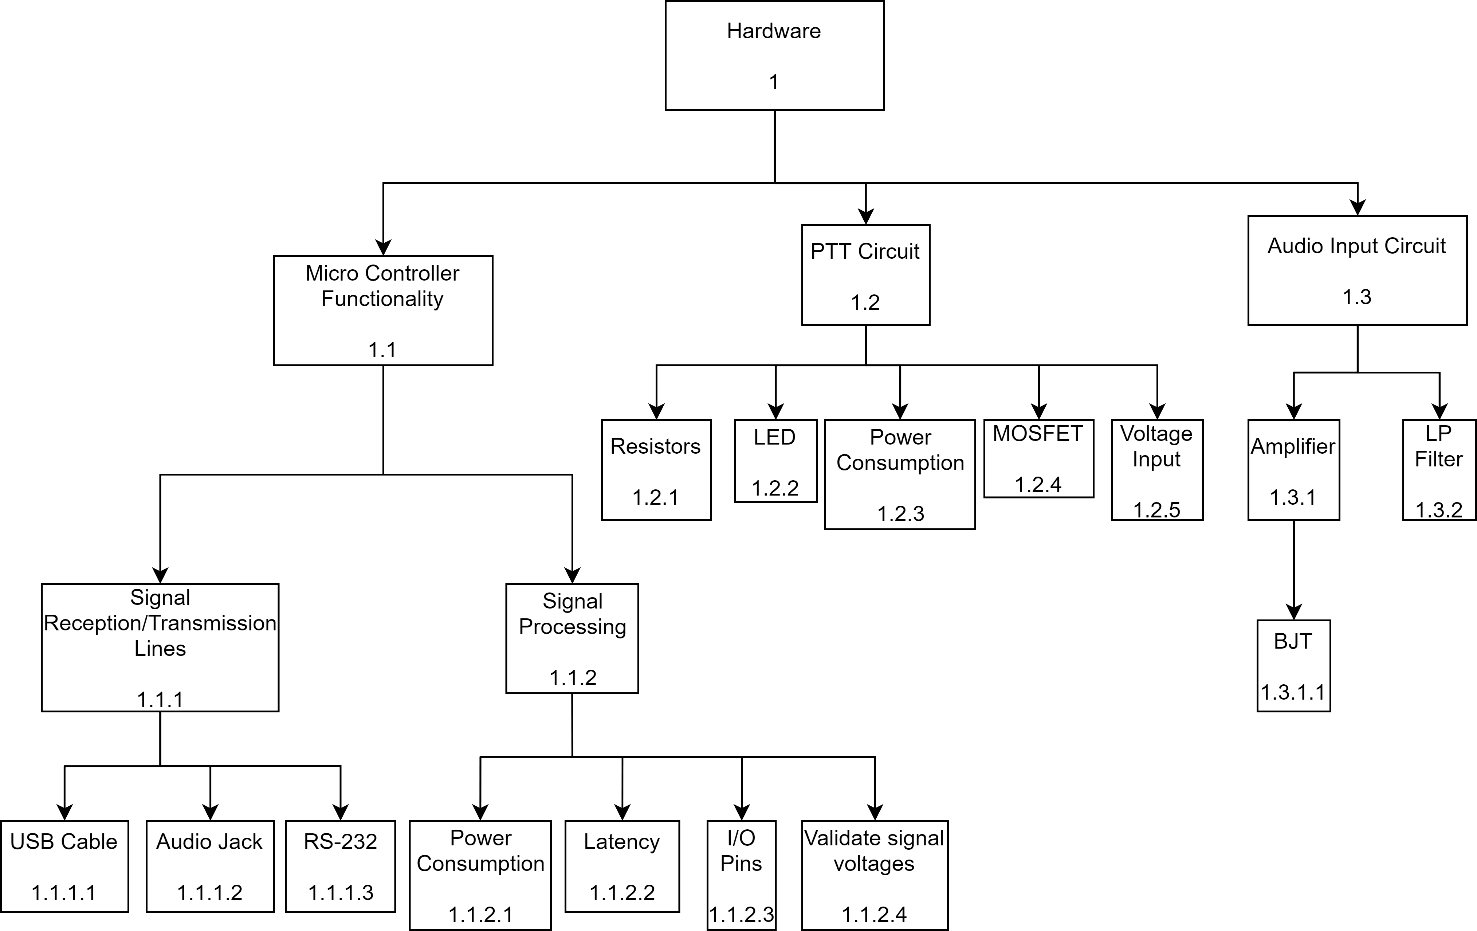 Hardware
1
Micro Controller
Functionality
1.1
PTT Circuit
1.2
Audio Input Circuit
1.3
Resistors
1.2.1
LED
1.2.2
Power
Consumption
1.2.3
MOSFET
1.2.4
Voltage
Input
1.2.5
Amplifier
1.3.1
LP
Filter
1.3.2
Signal
Reception/Transmission
Lines
1.1.1
Signal
Processing
1.1.2
BJT
1.3.1.1
USB Cable
1.1.1.1
Audio Jack
1.1.1.2
RS-232
1.1.1.3
Power
Consumption
1.1.2.1
Latency
1.1.2.2
I/O
Pins
1.1.2.3
Validate signal
voltages
1.1.2.4